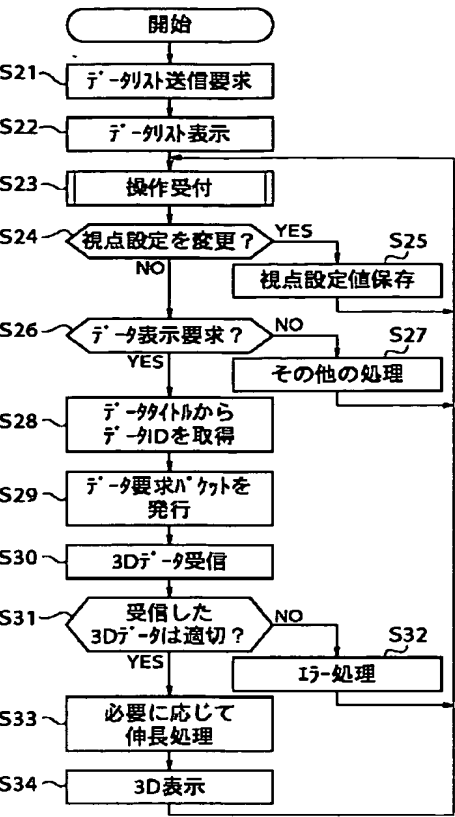 開始
S21
ﾃﾞｰﾀﾘｽﾄ送信要求
S22
ﾃﾞｰﾀﾘｽﾄ表示
S23
操作受付
S24
視点設定を変更？
YES
NO
S25
視点設定値保存
S26
ﾃﾞｰﾀ表示要求？
NO
YES
S27
その他の処理
S28
ﾃﾞｰﾀﾀｲﾄﾙから
ﾃﾞｰﾀIDを取得
S29
ﾃﾞｰﾀ要求ﾊﾟｹｯﾄを
発行
S30
3Dﾃﾞｰﾀ受信
S31
受信した
3Dﾃﾞｰﾀは適切？
NO
YES
S32
ｴﾗｰ処理
S33
必要に応じて
伸長処理
S34
3D表示